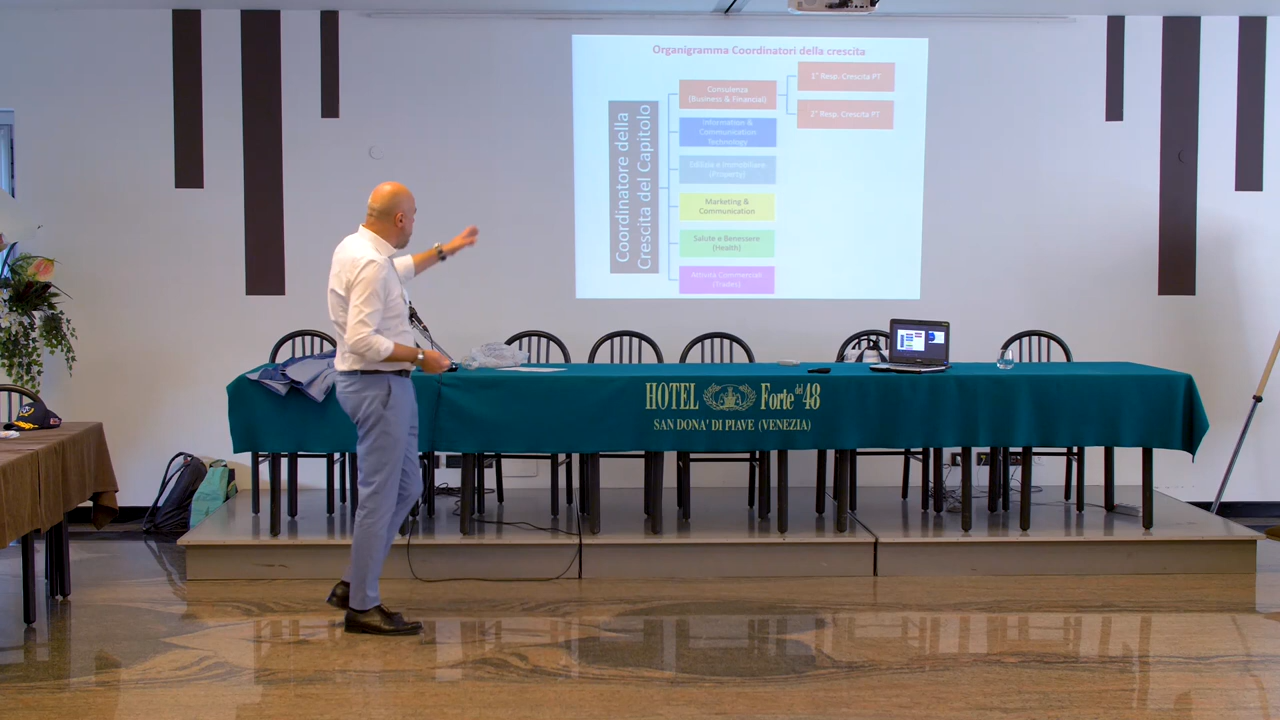 Organigramma Coordinatori della crescita
Coordinatore della
Crescita del Capitolo
Consulenza
(Business & Financial)
1° Resp. Crescita PT
2° Resp. Crescita PT
Information &
Communication
Technology
Edilizia e Immobiliare
(Property)
Marketing &
Communication
Salute e Benessere
(Health)
Attività Commerciali
(Trades)
HOTEL Forte del 48
SAN DONA' DI PIAVE (VENEZIA)